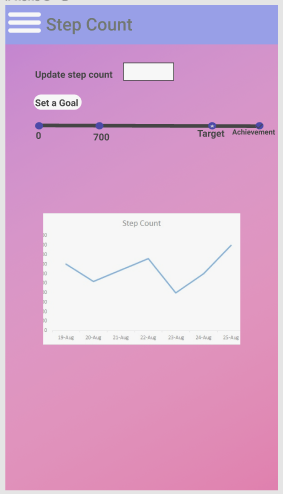 Step Count
Update step count
Set a Goal
0 700 Target Achievement
Step Count
0
19-Aug 20-Aug 21-Aug 22-Aug 23-Aug 24-Aug 25-Aug